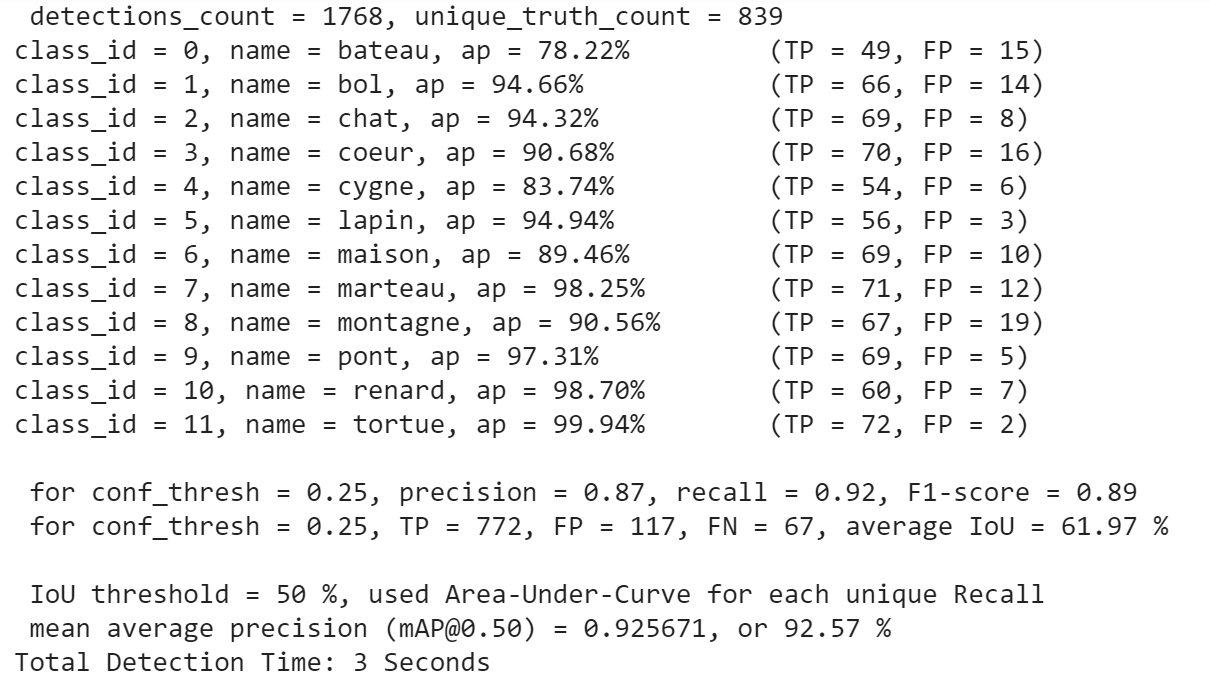 detections_count = 1768, unique_truth_count = 839
class_id = 0, name = bateau, ap = 78.22% (TP = 49, FP = 15)
class_id = 1, name = bol, ap = 94.66% (TP = 66, FP = 14)
class_id = 2, name = chat, ap = 94.32% (TP = 69, FP = 8)
class_id = 3, name = coeur, ap = 90.68% (TP = 70, FP = 16)
class_id = 4, name = cygne, ap = 83.74% (TP = 54, FP = 6)
class_id = 5, name = lapin, ap = 94.94% (TP = 56, FP = 3)
class_id = 6, name = maison, ap = 89.46% (TP = 69, FP = 10)
class_id = 7, name = marteau, ap = 98.25% (TP = 71, FP = 12)
class_id = 8, name = montagne, ap = 90.56% (TP = 67, FP = 19)
class_id = 9, name = pont, ap = 97.31% (TP = 69, FP = 5)
class_id = 10, name = renard, ap = 98.70% (TP = 60, FP = 7)
class_id = 11, name = tortue, ap = 99.94% (TP = 72, FP = 2)
for conf_thresh = 0.25, precision = 0.87, recall = 0.92, F1-score = 0.89
for conf_thresh = 0.25, TP = 772, FP = 117, FN = 67, average IoU = 61.97 %
IoU threshold = 50 %, used Area-Under-Curve for each unique Recall
mean average precision (mAP@0.50) = 0.925671, or 92.57 %
Total Detection Time: 3 Seconds